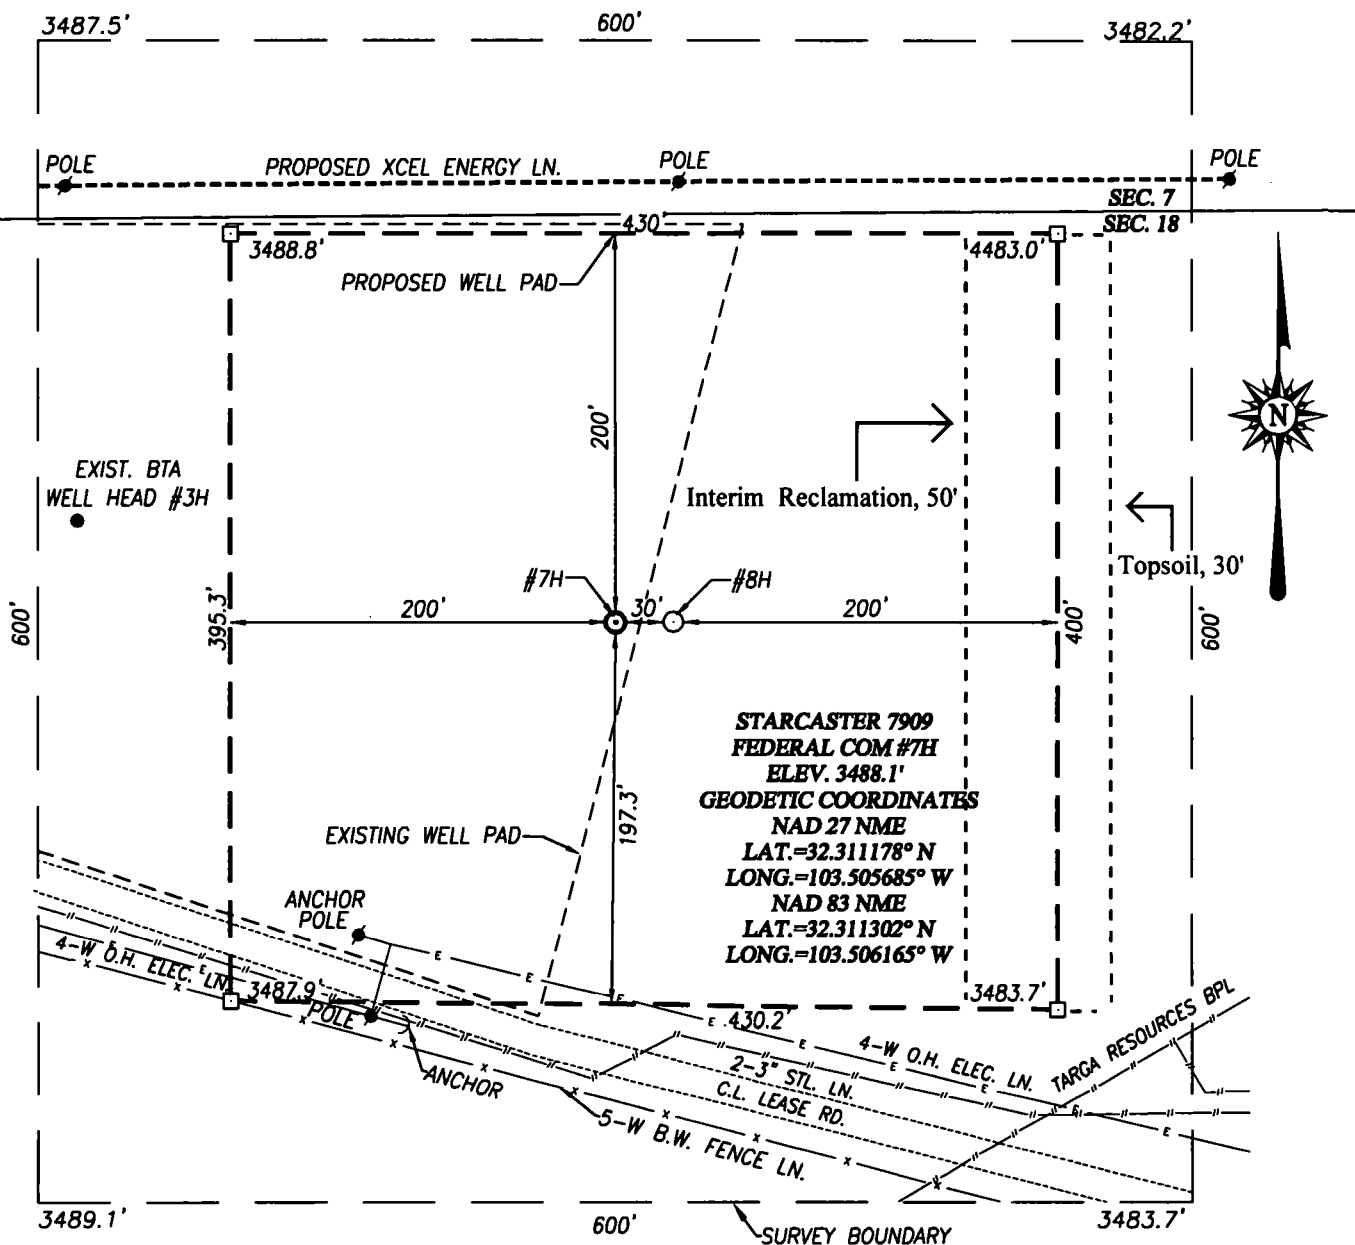 3487.5'
600'
3482.2'
POLE
PROPOSED XCEL ENERGY LN.
POLE
POLE
SEC. 7
430'
SEC. 18
3488.8'
4483.0'
PROPOSED WELL PAD
200'
N
EXIST. BTA
WELL HEAD #3H
Interim Reclamation, 50'
Topsoil, 30'
#7H
#8H
600'
395.3'
200'
30'
200'
400'
600'
STARCASTER 7909
FEDERAL COM #7H
ELEV. 3488.1'
GEODETIC COORDINATES
NAD 27 NME
LAT.=32.311178° N
LONG.=103.505685° W
NAD 83 NME
LAT.=32.311302° N
LONG.=103.506165° W
197.3'
EXISTING WELL PAD
ANCHOR
POLE
4-W O.H. ELEC. LN.
3487.9'
3483.7'
POLE
430.2'
ANCHOR
4-W O.H. ELEC. LN.
TARGA RESOURCES BPL
2-3" STL. LN.
C.L. LEASE RD.
5-W B.W. FENCE LN.
3489.1'
600'
SURVEY BOUNDARY
3483.7'